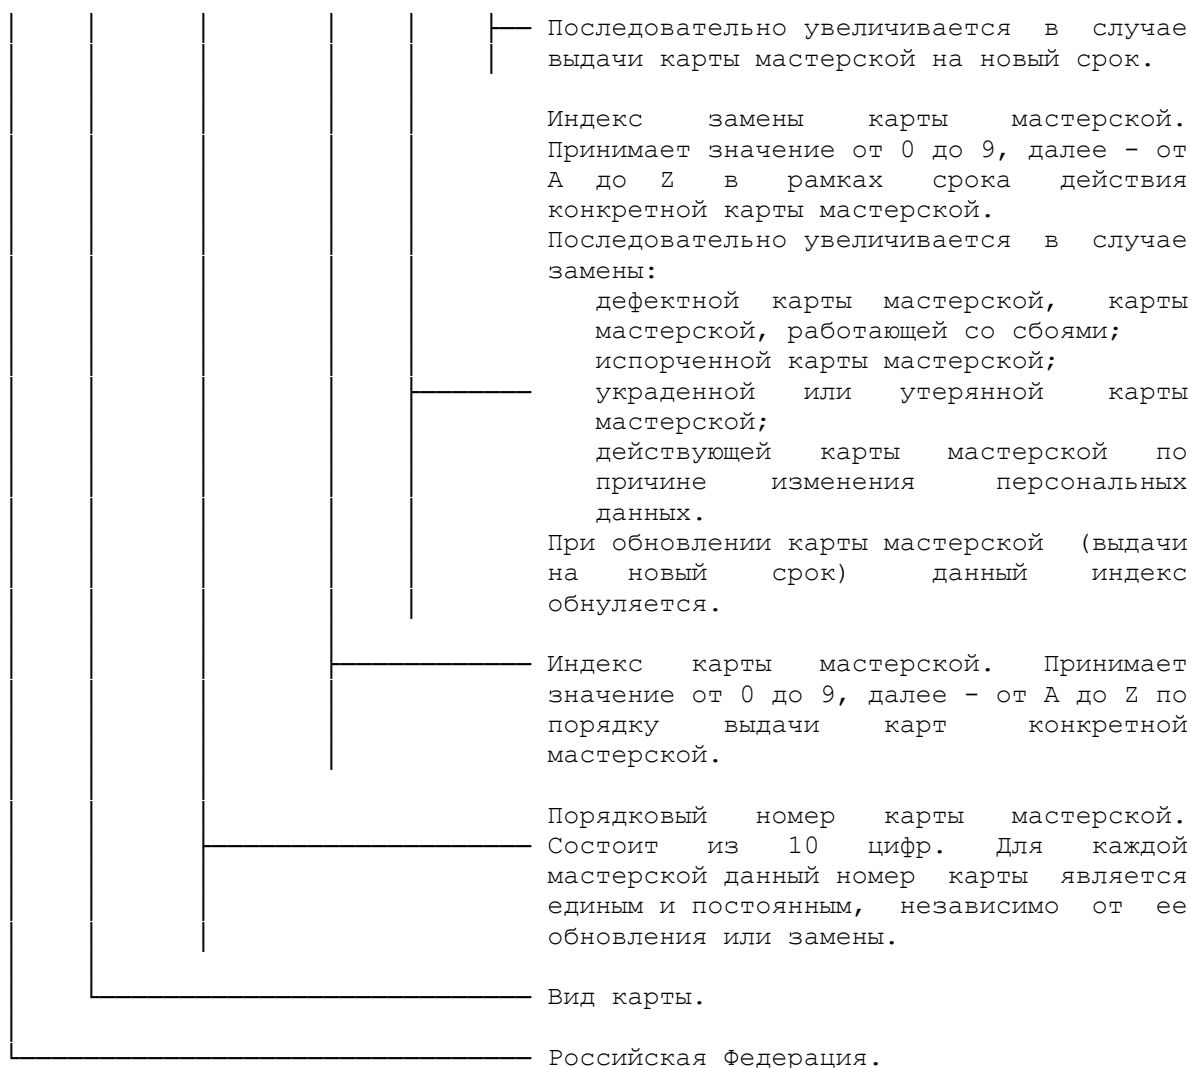 Последовательно увеличивается в случае
выдачи карты мастерской на новый срок.
Индекс замены карты мастерской.
Принимает значение от 0 до 9, далее - от
A до Z в рамках срока действия
конкретной карты мастерской.
Последовательно увеличивается в случае
замены:
дефектной карты мастерской, карты
мастерской, работающей со сбоями;
испорченной карты мастерской;
украденной или утерянной карты
мастерской;
действующей карты мастерской по
причине изменения персональных
данных.
При обновлении карты мастерской (выдачи
на новый срок) данный индекс
обнуляется.
Индекс карты мастерской. Принимает
значение от 0 до 9, далее - от A до Z по
порядку выдачи карт конкретной
мастерской.
Порядковый номер карты мастерской.
Состоит из 10 цифр. Для каждой
мастерской данный номер карты является
единым и постоянным, независимо от ее
обновления или замены.
Вид карты.
Российская Федерация.